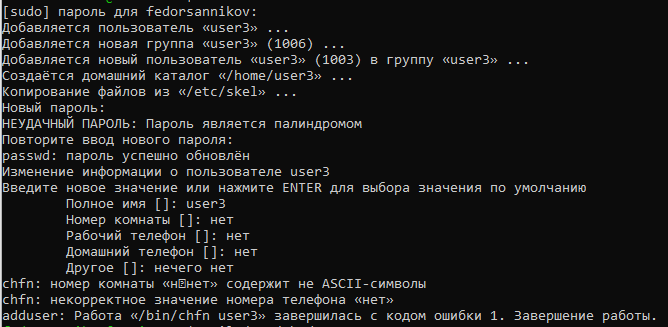 [sudo] пароль для fedorsannikov:
Добавляется пользователь «user3» ...
Добавляется новая группа «user3» (1006) ...
Добавляется новый пользователь «user3» (1003) в группу «user3» ...
Создаётся домашний каталог «/home/user3» ...
Копирование файлов из «/etc/skel» ...
Новый пароль:
НЕУДАЧНЫЙ ПАРОЛЬ: Пароль является палиндромом
Повторите ввод нового пароля:
passwd: пароль успешно обновлён
Изменение информации о пользователе user3
Введите новое значение или нажмите ENTER для выбора значения по умолчанию
Полное имя []: user3
Номер комнаты []: нет
Рабочий телефон []: нет
Домашний телефон []: нет
Другое []: нечего нет
chfn: номер комнаты «н�нет» содержит не ASCII-символы
chfn: некорректное значение номера телефона «нет»
adduser: Работа «/bin/chfn user3» завершилась с кодом ошибки 1. Завершение работы.